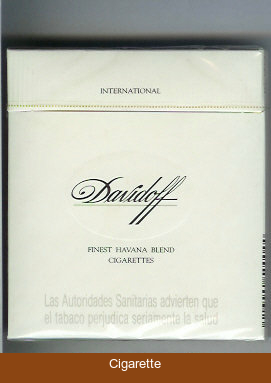 INTERNATIONAL
Davidoff
FINEST HAVANA BLEND
CIGARETTES
Las Autoridades Sanitarias advierten que
el tabaco perjudica seriamente la salud
Cigarette